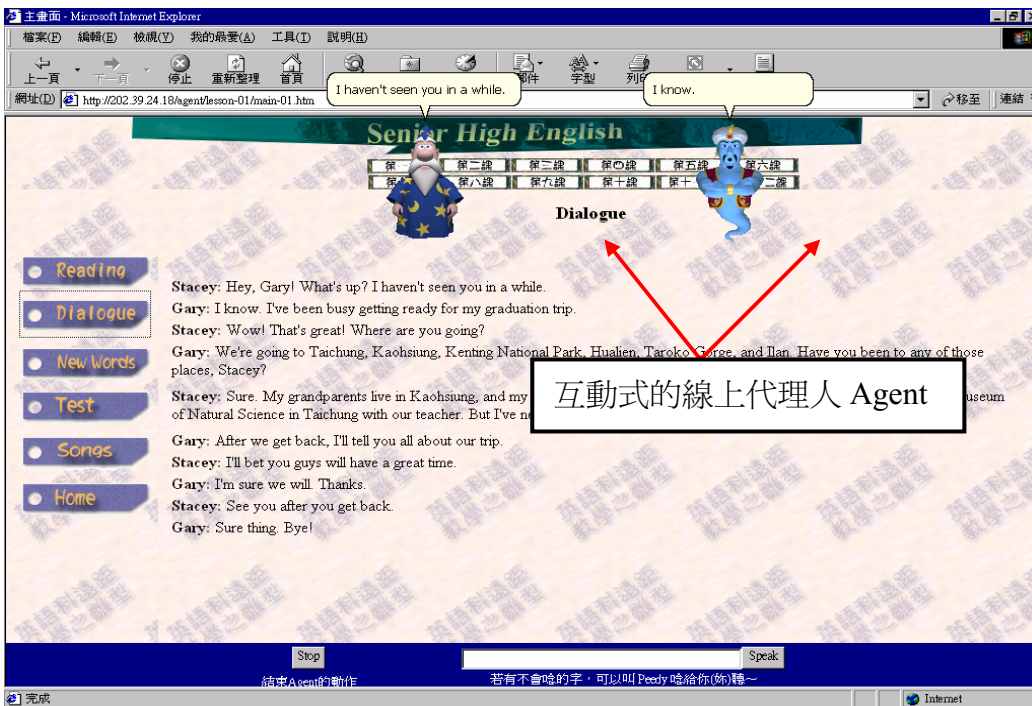 主畫面 - Microsoft Internet Explorer
檔案(F) 編輯(E) 檢視(V) 我的最愛(A) 工具(T) 說明(H)
上一頁 下一頁 停止 重新整理 首頁 郵件 字型 列印
網址(D) http://202.39.24.18/agent/lesson-01/main-01.htm 移至 連結
I haven't seen you in a while.
I know.
Senior High English
第二課 第三課 第四課 第五課 第六課
第八課 第九課 第十課
Dialogue
Reading
Dialogue
New Words
Test
Songs
Home
Stacey: Hey, Gary! What's up? I haven't seen you in a while.
Gary: I know. I've been busy getting ready for my graduation trip.
Stacey: Wow! That's great! Where are you going?
Gary: We're going to Taichung, Kaohsiung, Kenting National Park, Hualien, Taroko Gorge, and Ilan. Have you been to any of those
places, Stacey?
Stacey: Sure. My grandparents live in Kaohsiung, and my
useum
of Natural Science in Taichung with our teacher. But I've
Gary: After we get back, I'll tell you all about our trip.
Stacey: I'll bet you guys will have a great time.
Gary: I'm sure we will. Thanks.
Stacey: See you after you get back.
Gary: Sure thing. Bye!
互動式的線上代理人 Agent
Stop Speak
結束Agent的動作 若有不會唸的字，可以叫 Peedy 唸給你(妳)聽～
完成 Internet